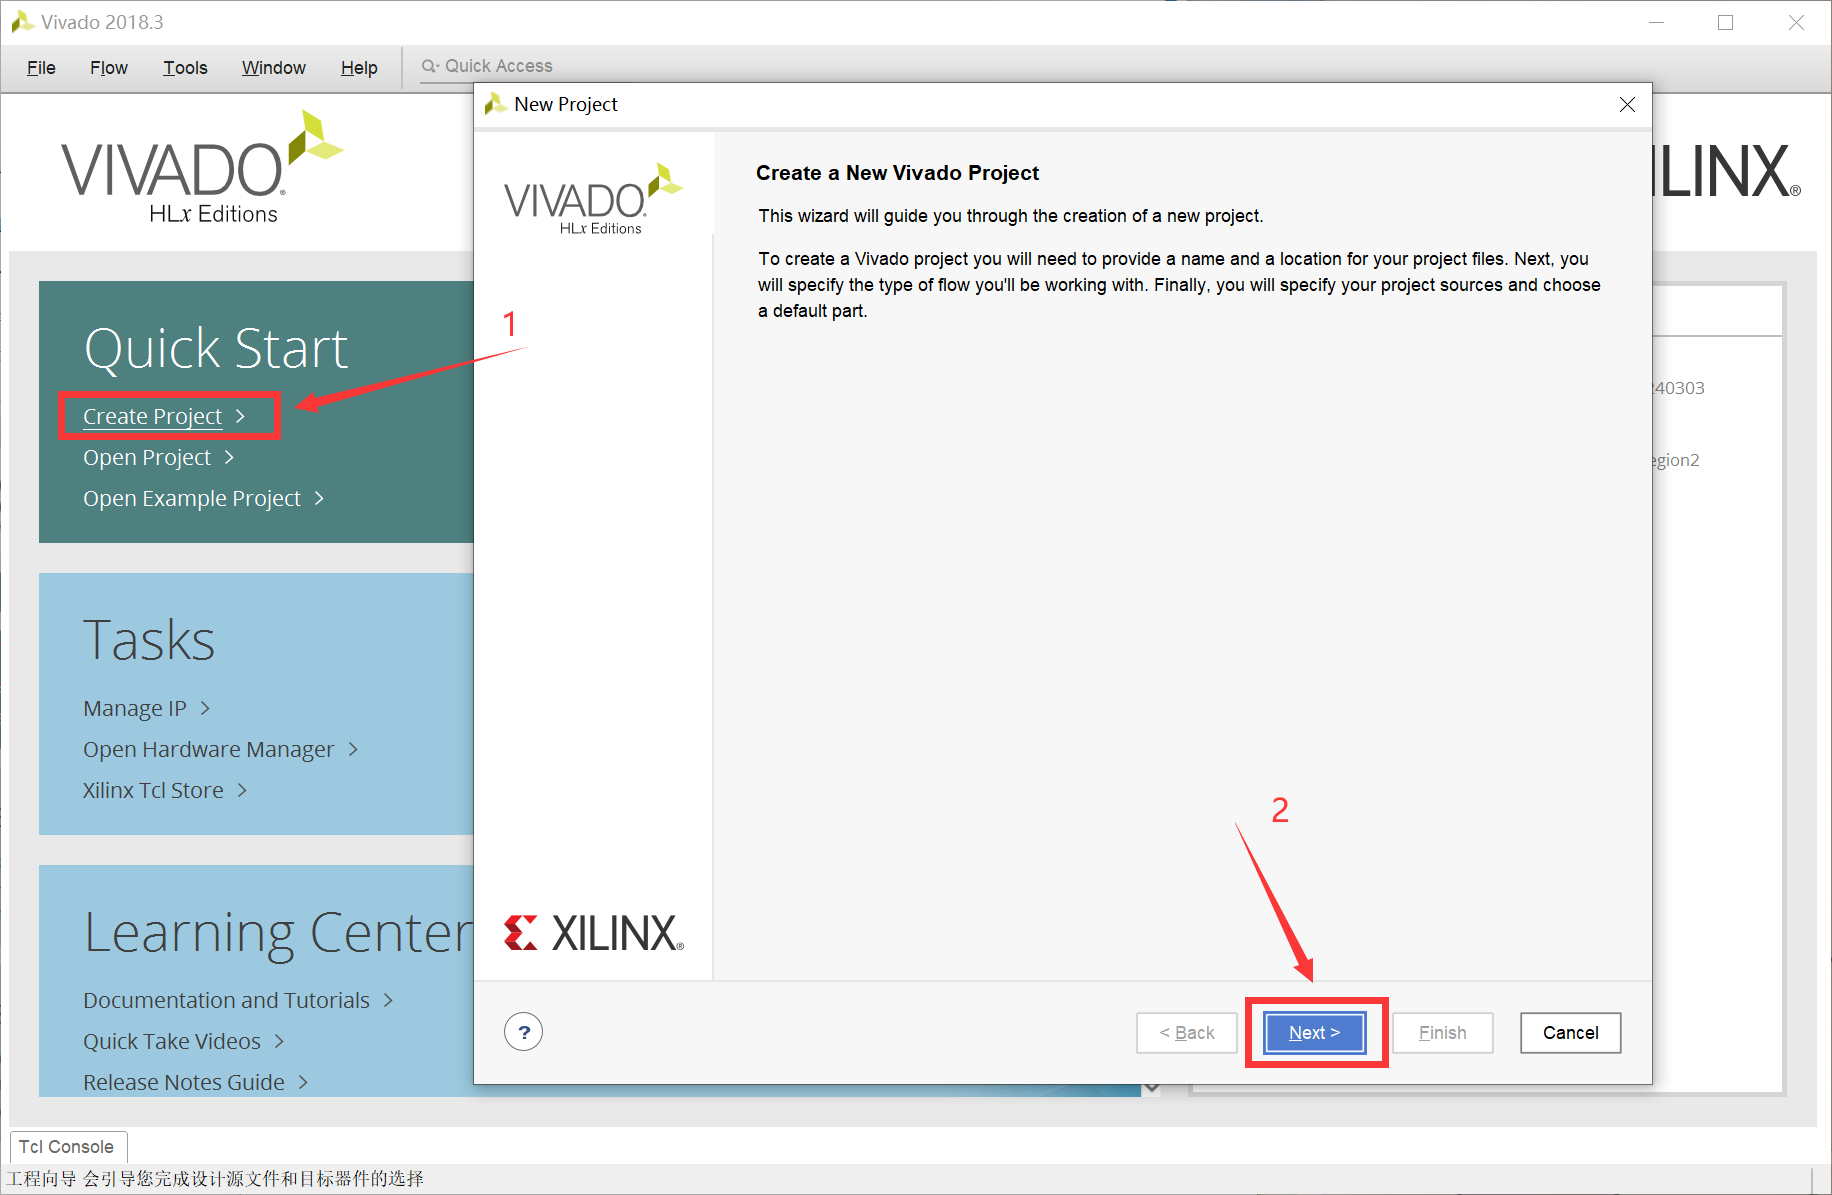 Vivado 2018.3
File Flow Tools Window Help Quick Access
VIVADO
HLx Editions
LINX
Quick Start
Create Project
Open Project
Open Example Project
Tasks
Manage IP
Open Hardware Manager
Xilinx Tcl Store
Learning Center
Documentation and Tutorials
Quick Take Videos
Release Notes Guide
New Project
VIVADO
HLx Editions
Create a New Vivado Project
This wizard will guide you through the creation of a new project.
To create a Vivado project you will need to provide a name and a location for your project files. Next, you
will specify the type of flow you'll be working with. Finally, you will specify your project sources and choose
a default part.
1
2
XILINX
?
< Back Next > Finish Cancel
240303
egion2
Tcl Console
工程向导 会引导您完成设计源文件和目标器件的选择